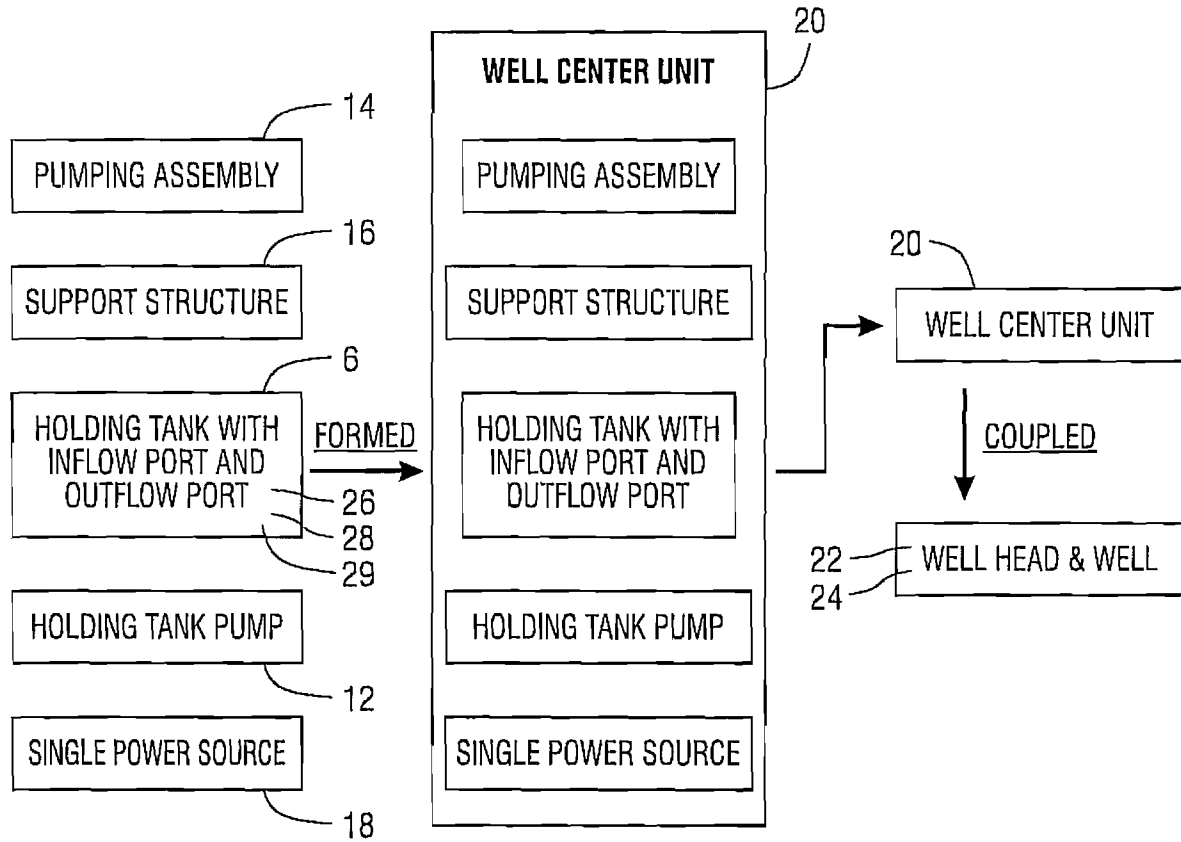 14
PUMPING ASSEMBLY
16
SUPPORT STRUCTURE
6
HOLDING TANK WITH
INFLOW PORT AND
OUTFLOW PORT
26
28
29
HOLDING TANK PUMP
12
SINGLE POWER SOURCE
18
FORMED
20
WELL CENTER UNIT
PUMPING ASSEMBLY
SUPPORT STRUCTURE
HOLDING TANK WITH
INFLOW PORT AND
OUTFLOW PORT
HOLDING TANK PUMP
SINGLE POWER SOURCE
20
WELL CENTER UNIT
COUPLED
22
24
WELL HEAD & WELL